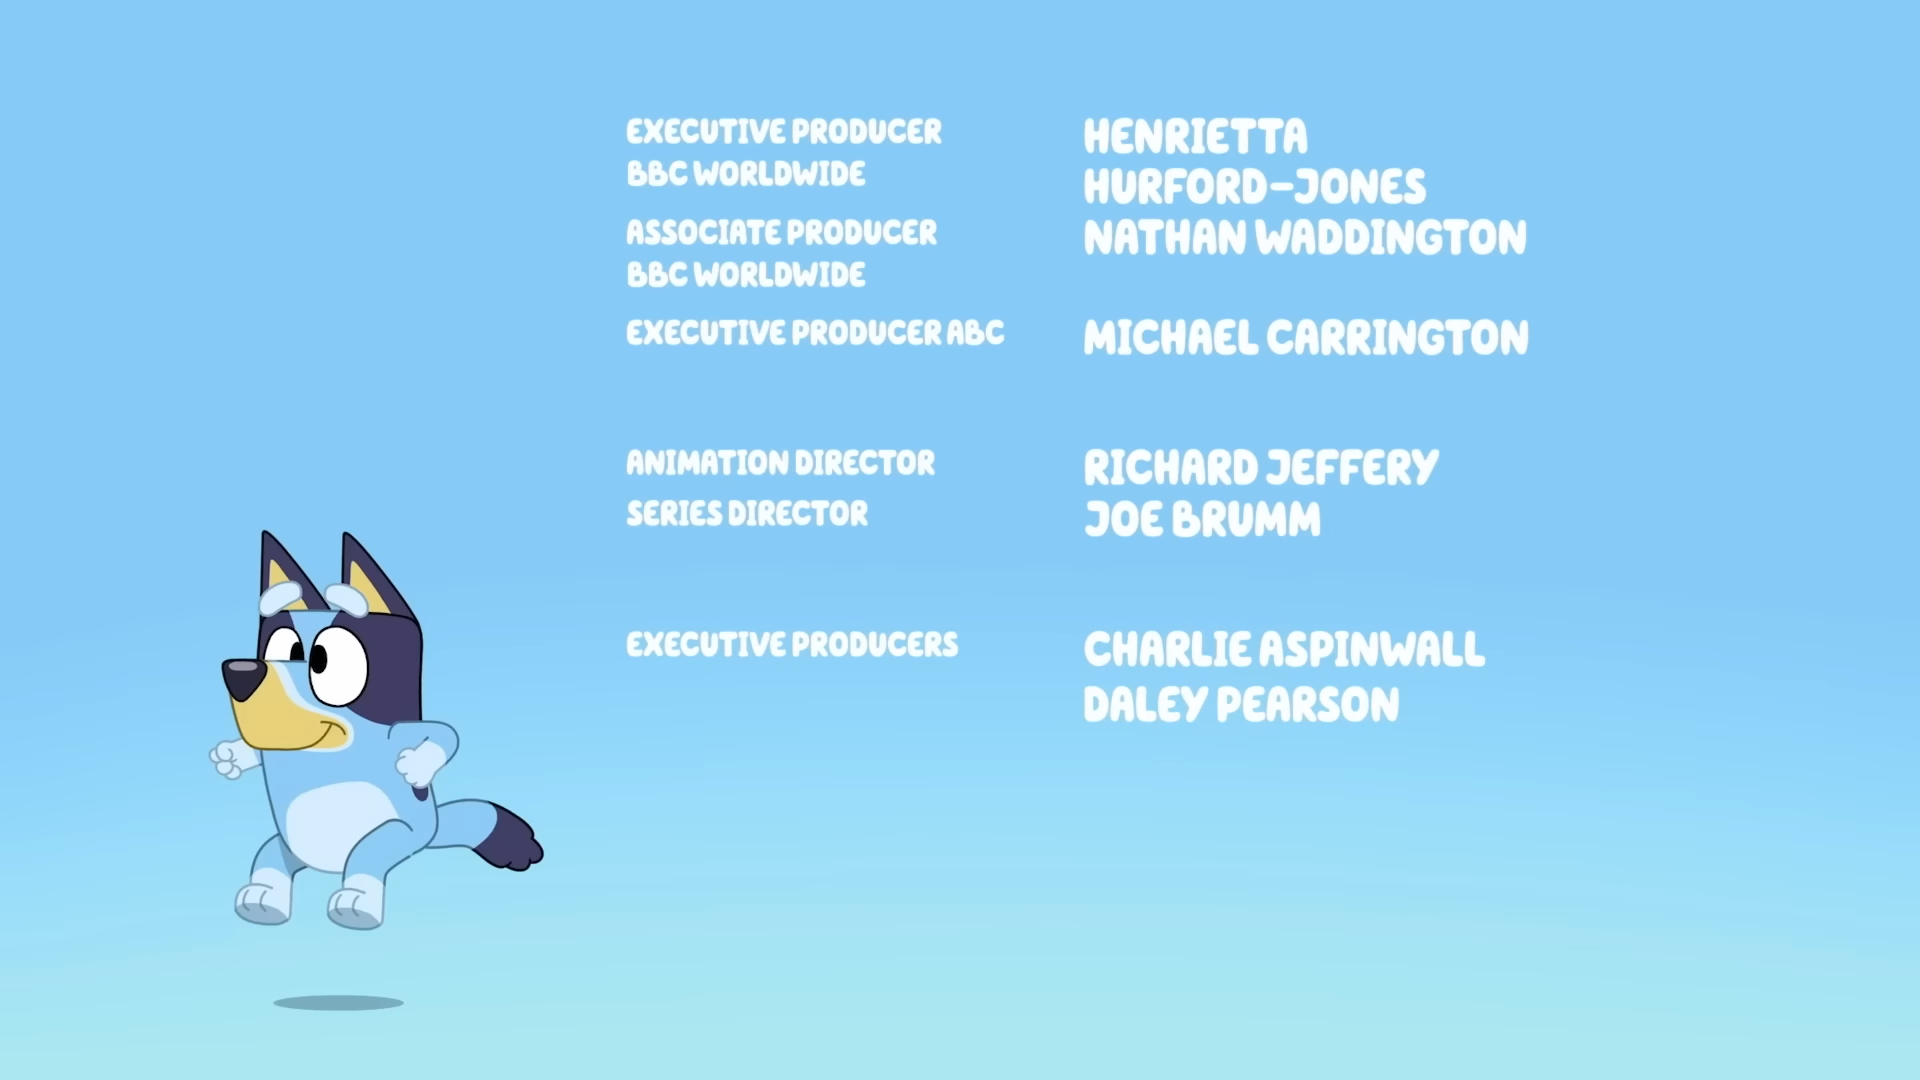 EXECUTIVE PRODUCER
BBC WORLDWIDE
HENRIETTA
HURFORD-JONES
ASSOCIATE PRODUCER
BBC WORLDWIDE
NATHAN WADDINGTON
EXECUTIVE PRODUCER ABC
MICHAEL CARRINGTON
ANIMATION DIRECTOR
RICHARD JEFFERY
SERIES DIRECTOR
JOE BRUMM
EXECUTIVE PRODUCERS
CHARLIE ASPINWALL
DALEY PEARSON